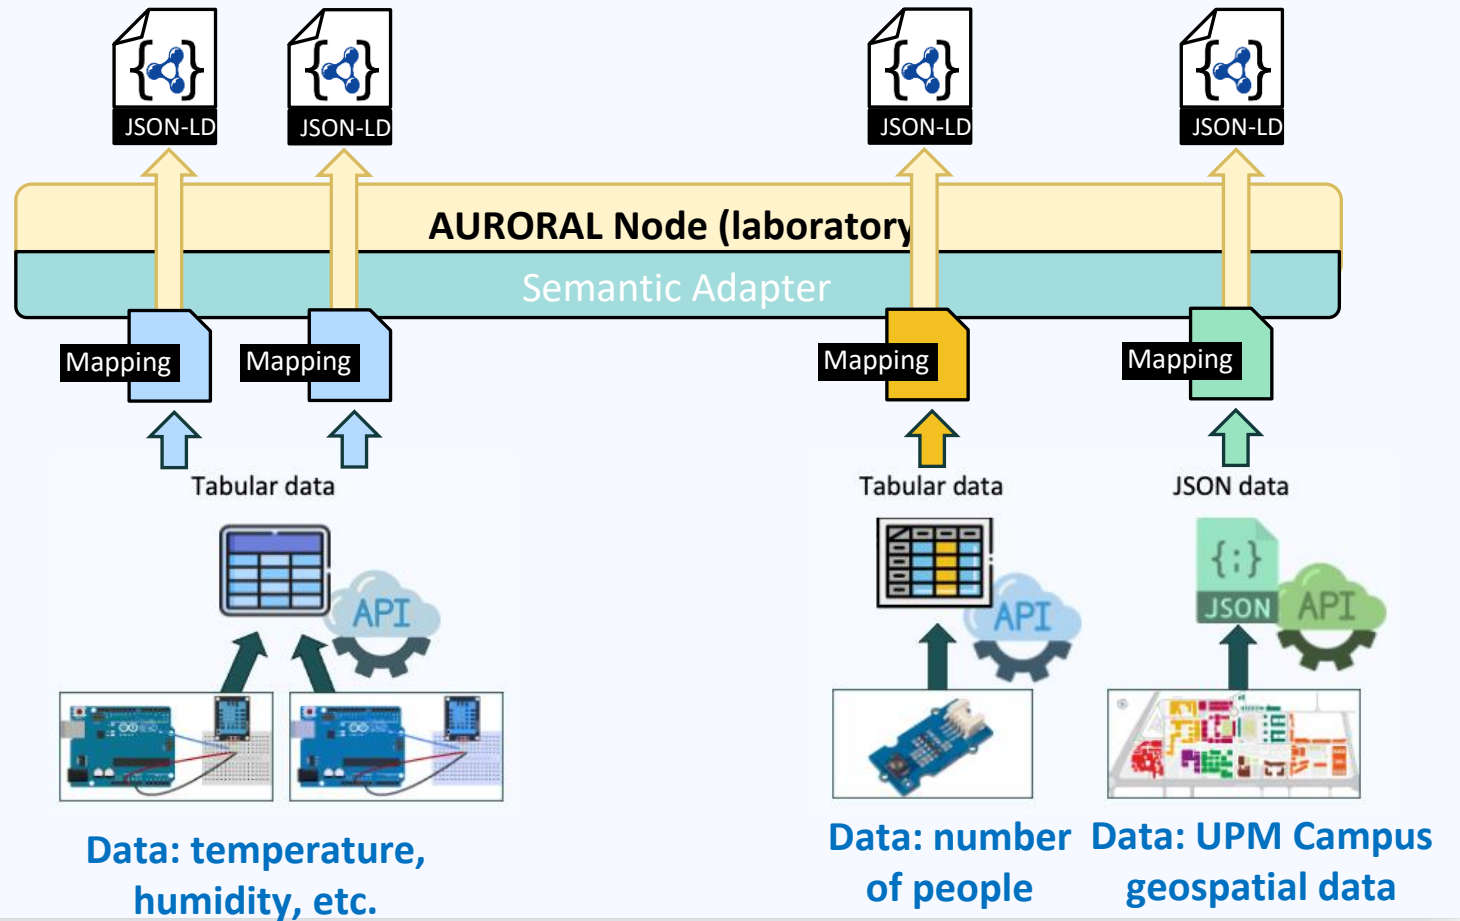 JSON-LD
JSON-LD
JSON-LD
JSON-LD
AURORAL Node (laboratory
Semantic Adapter
Mapping
Mapping
Mapping
Mapping
Tabular data
Tabular data
JSON data
{;}
JSON
API
API
API
Data: temperature,
humidity, etc.
Data: number
of people
Data: UPM Campus
geospatial data